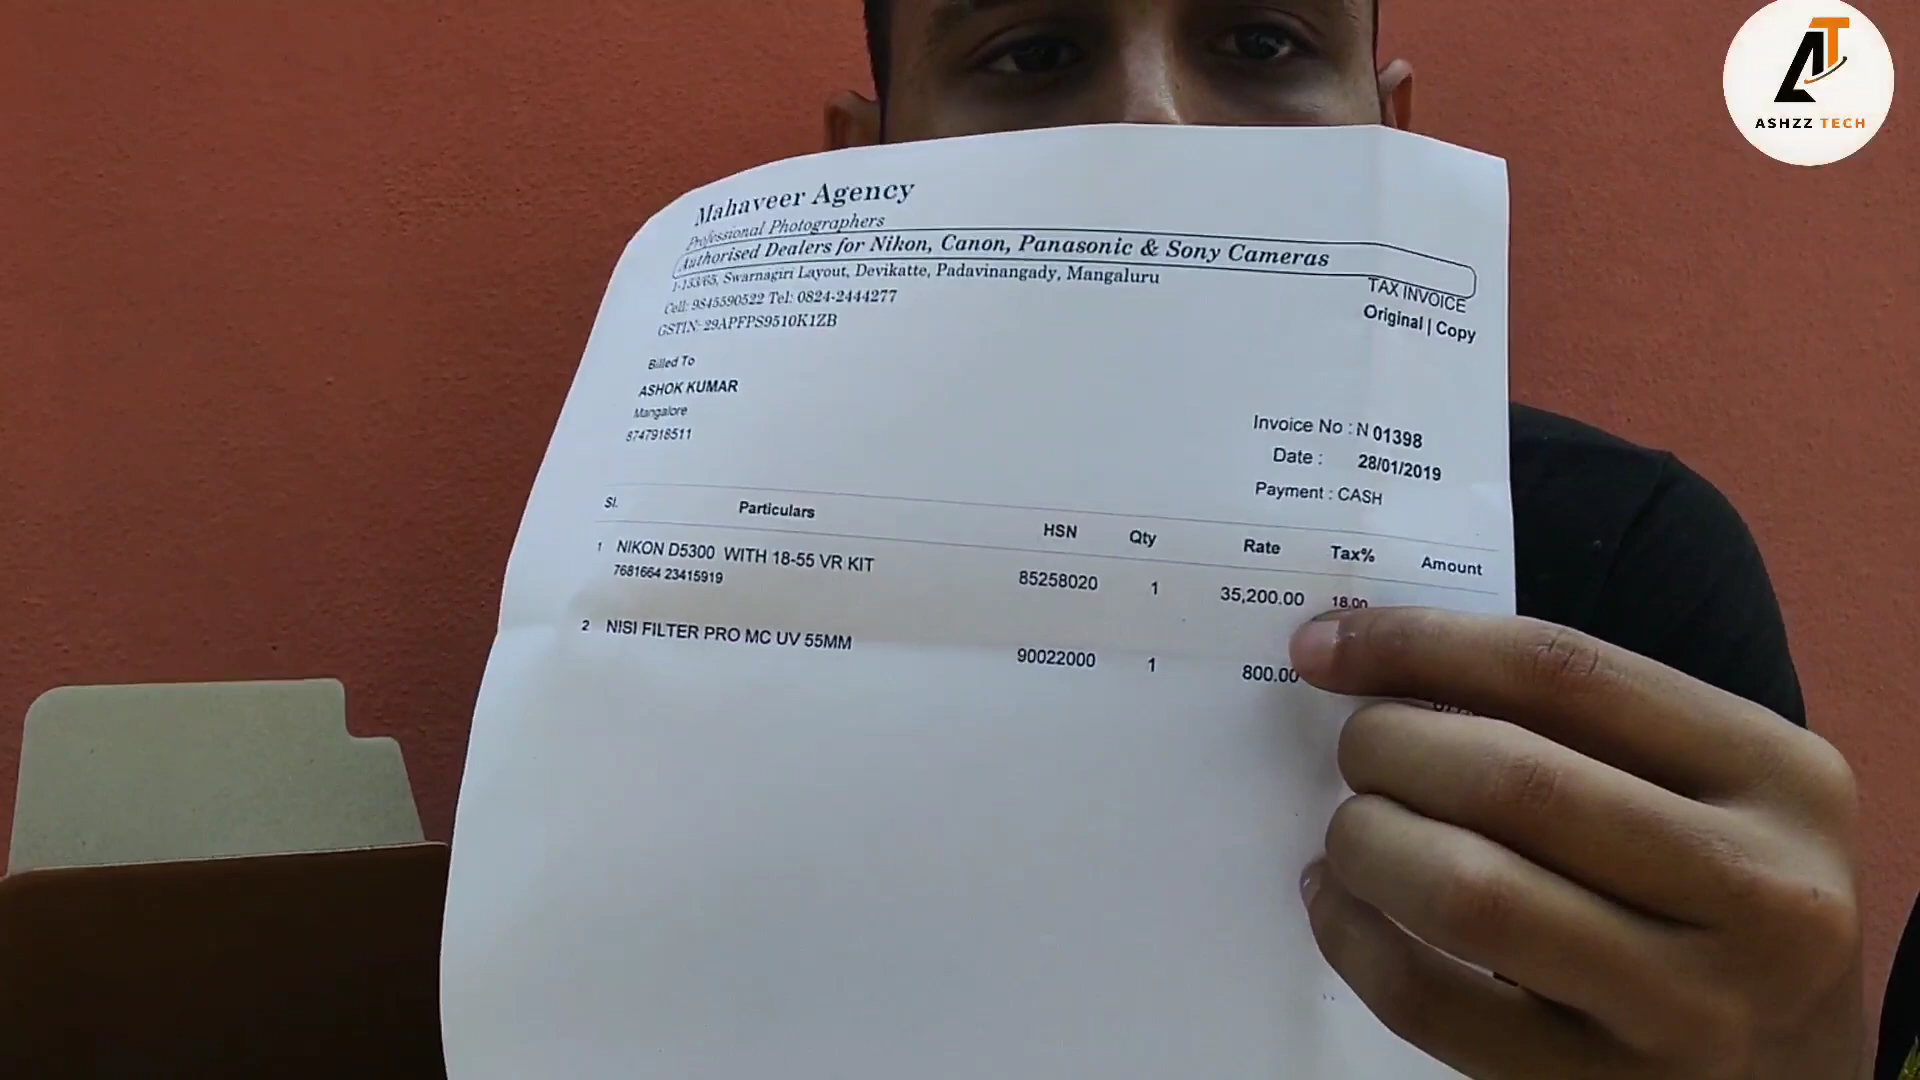 Mahaveer Agency
Professional Photographers
Authorised Dealers for Nikon, Canon, Panasonic & Sony Cameras
1-133/65, Swarnagiri Layout, Devikatte, Padavinangady, Mangaluru
Cell: 9845590522 Tel: 0824-2444277
GSTIN: 29APFPS9510K1ZB
TAX INVOICE
Original | Copy
Billed To
ASHOK KUMAR
Mangalore
8747918511
Invoice No : N 01398
Date : 28/01/2019
Payment : CASH
Sl. Particulars HSN Qty Rate Tax% Amount
1 NIKON D5300 WITH 18-55 VR KIT 85258020 1 35,200.00 18.00
7681664 23415919
2 NISI FILTER PRO MC UV 55MM 90022000 1 800.00
AT
ASHZZ TECH